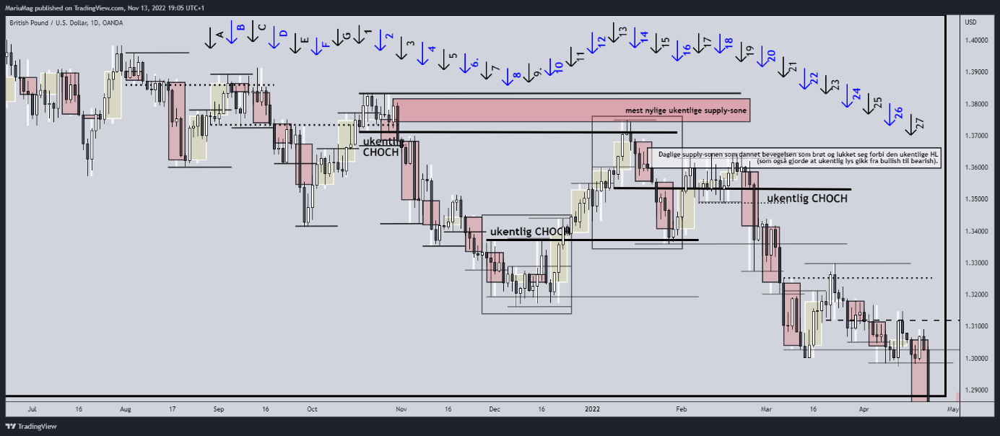 MariuMag published on TradingView.com, Nov 13, 2022 19:05 UTC+1
British Pound / U.S. Dollar, 1D, OANDA
USD
A B C D E F G 1 2 3 4 5 6. 7 8 9. 10 11 12 13 14 15 16 17 18 19 20 21 22 23 24 25 26 27
1.40000
1.39000
1.38000
1.37000
1.36000
1.35000
1.34000
1.33000
1.32000
1.31000
1.30000
1.29000
mest nylige ukentlige supply-sone
ukentlig
CHOCH
Daglige supply-sonen som dannet bevegelsen som brøt og lukket seg forbi den ukentlige HL
(som også gjorde at ukentlig lys gikk fra bullish til bearish).
ukentlig CHOCH
ukentlig CHOCH
Jul 16 Aug 17 Sep 16 Oct Nov 16 Dec 16 2022 Feb Mar 16 Apr May
TradingView